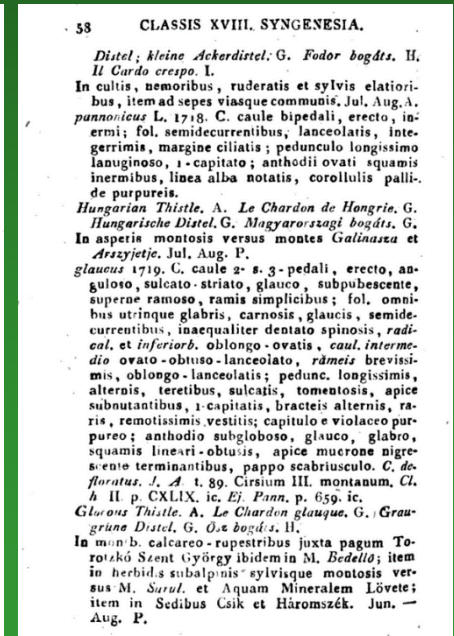 58 CLASSIS XVIII. SYNGENESIA.
Distel; kleine Ackerdistel. G. Fodor bogáts. H.
Il Cardo crespo. I.
In cultis, nemoribus, ruderatis et sylvis elatiori-
bus, item ad sepes viasque communis. Jul. Aug. A.
pannonicus L. 1718. C. caule bipedali, erecto, in-
ermi; fol. semidecurrentibus, lanceolatis, inte-
gerrimis, margine ciliatis; pedunculo longissimo
lanuginoso, 1-capitato; anthodii ovati squamis
inermibus, linea alba notatis, corollulis palli-
de purpureis.
Hungarian Thistle. A. Le Chardon de Hongrie. G.
Hungarische Distel. G. Magyarorszagi bogáts. G.
In asperis montosis versus montes Galinasza et
Arszyjetje. Jul. Aug. P.
glaucus 1719. C. caule 2- s. 3-pedali, erecto, an-
guloso, sulcato-striato, glauco, subpubescente,
superne ramoso, ramis simplicibus; fol. omni-
bus utrinque glabris, carnosis, glaucis, semide-
currentibus, inaequaliter dentato spinosis, radi-
cal. et inferiorb. oblongo-ovatis, caul. interme-
dio ovato-obtuso-lanceolato, rameis brevissi-
mis, oblongo-lanceolatis; pedunc. longissimis,
alternis, teretibus, sulcatis, tomentosis, apice
subnutantibus, 1-capitatis, bracteis alternis, ra-
ris, remotissimis vestitis; capitulo e violaceo pur-
pureo; anthodio subgloboso, glauco, glabro,
squamis lineari-obtusis, apice mucrone nigre-
scente terminantibus, pappo scabriusculo. C. de-
floratus. J. A. t. 89. Cirsium III. montanum. Cl.
h II. p. CXLIX. ic. Ej. Pann. p. 659. ic.
Glorous Thistle. A. Le Chardon glauque. G. Grau-
grüne Distel. G. Ősz bogáts. H.
In montb. calcareo-rupestribus juxta pagum To-
rotzkó Szent György ibidem in M. Bedellő; item
in herbid.s subalpinis sylvisque montosis ver-
sus M. Surul. et Aquam Mineralem Lövete;
item in Sedibus Csik et Háromszék. Jun. —
Aug. P.